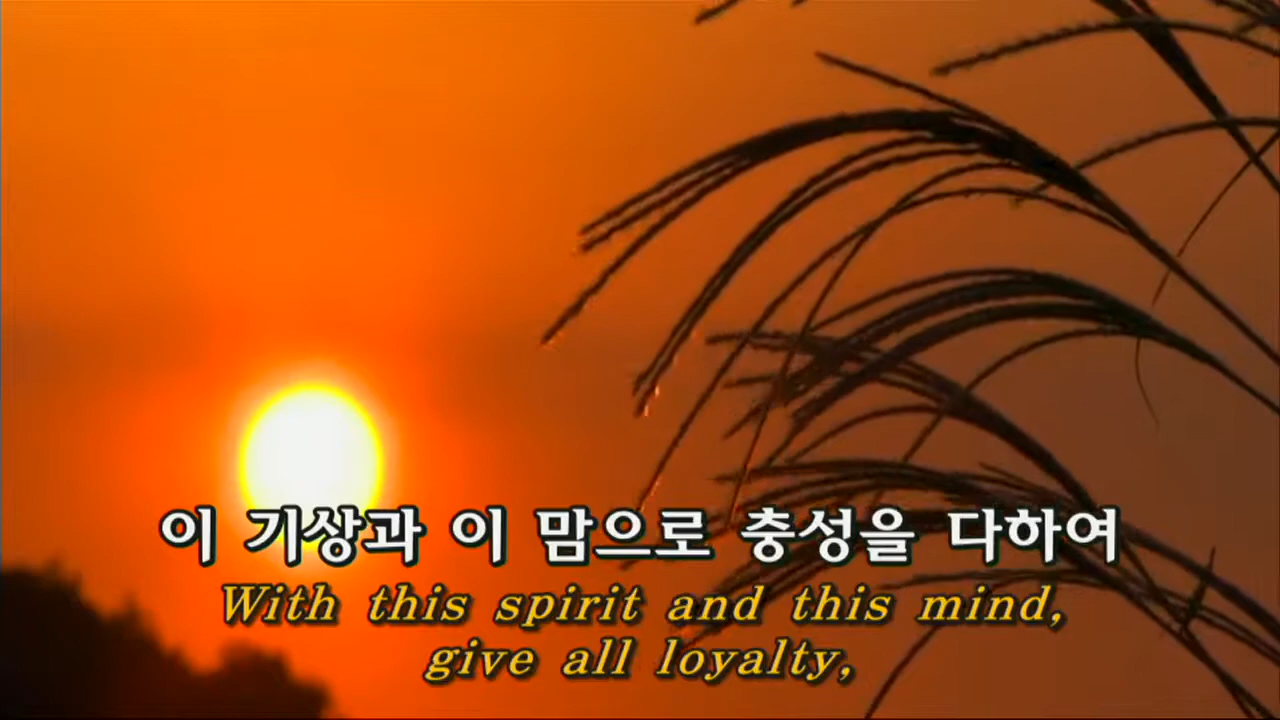 이 기상과 이 맘으로 충성을 다하여
With this spirit and this mind,
give all loyalty,